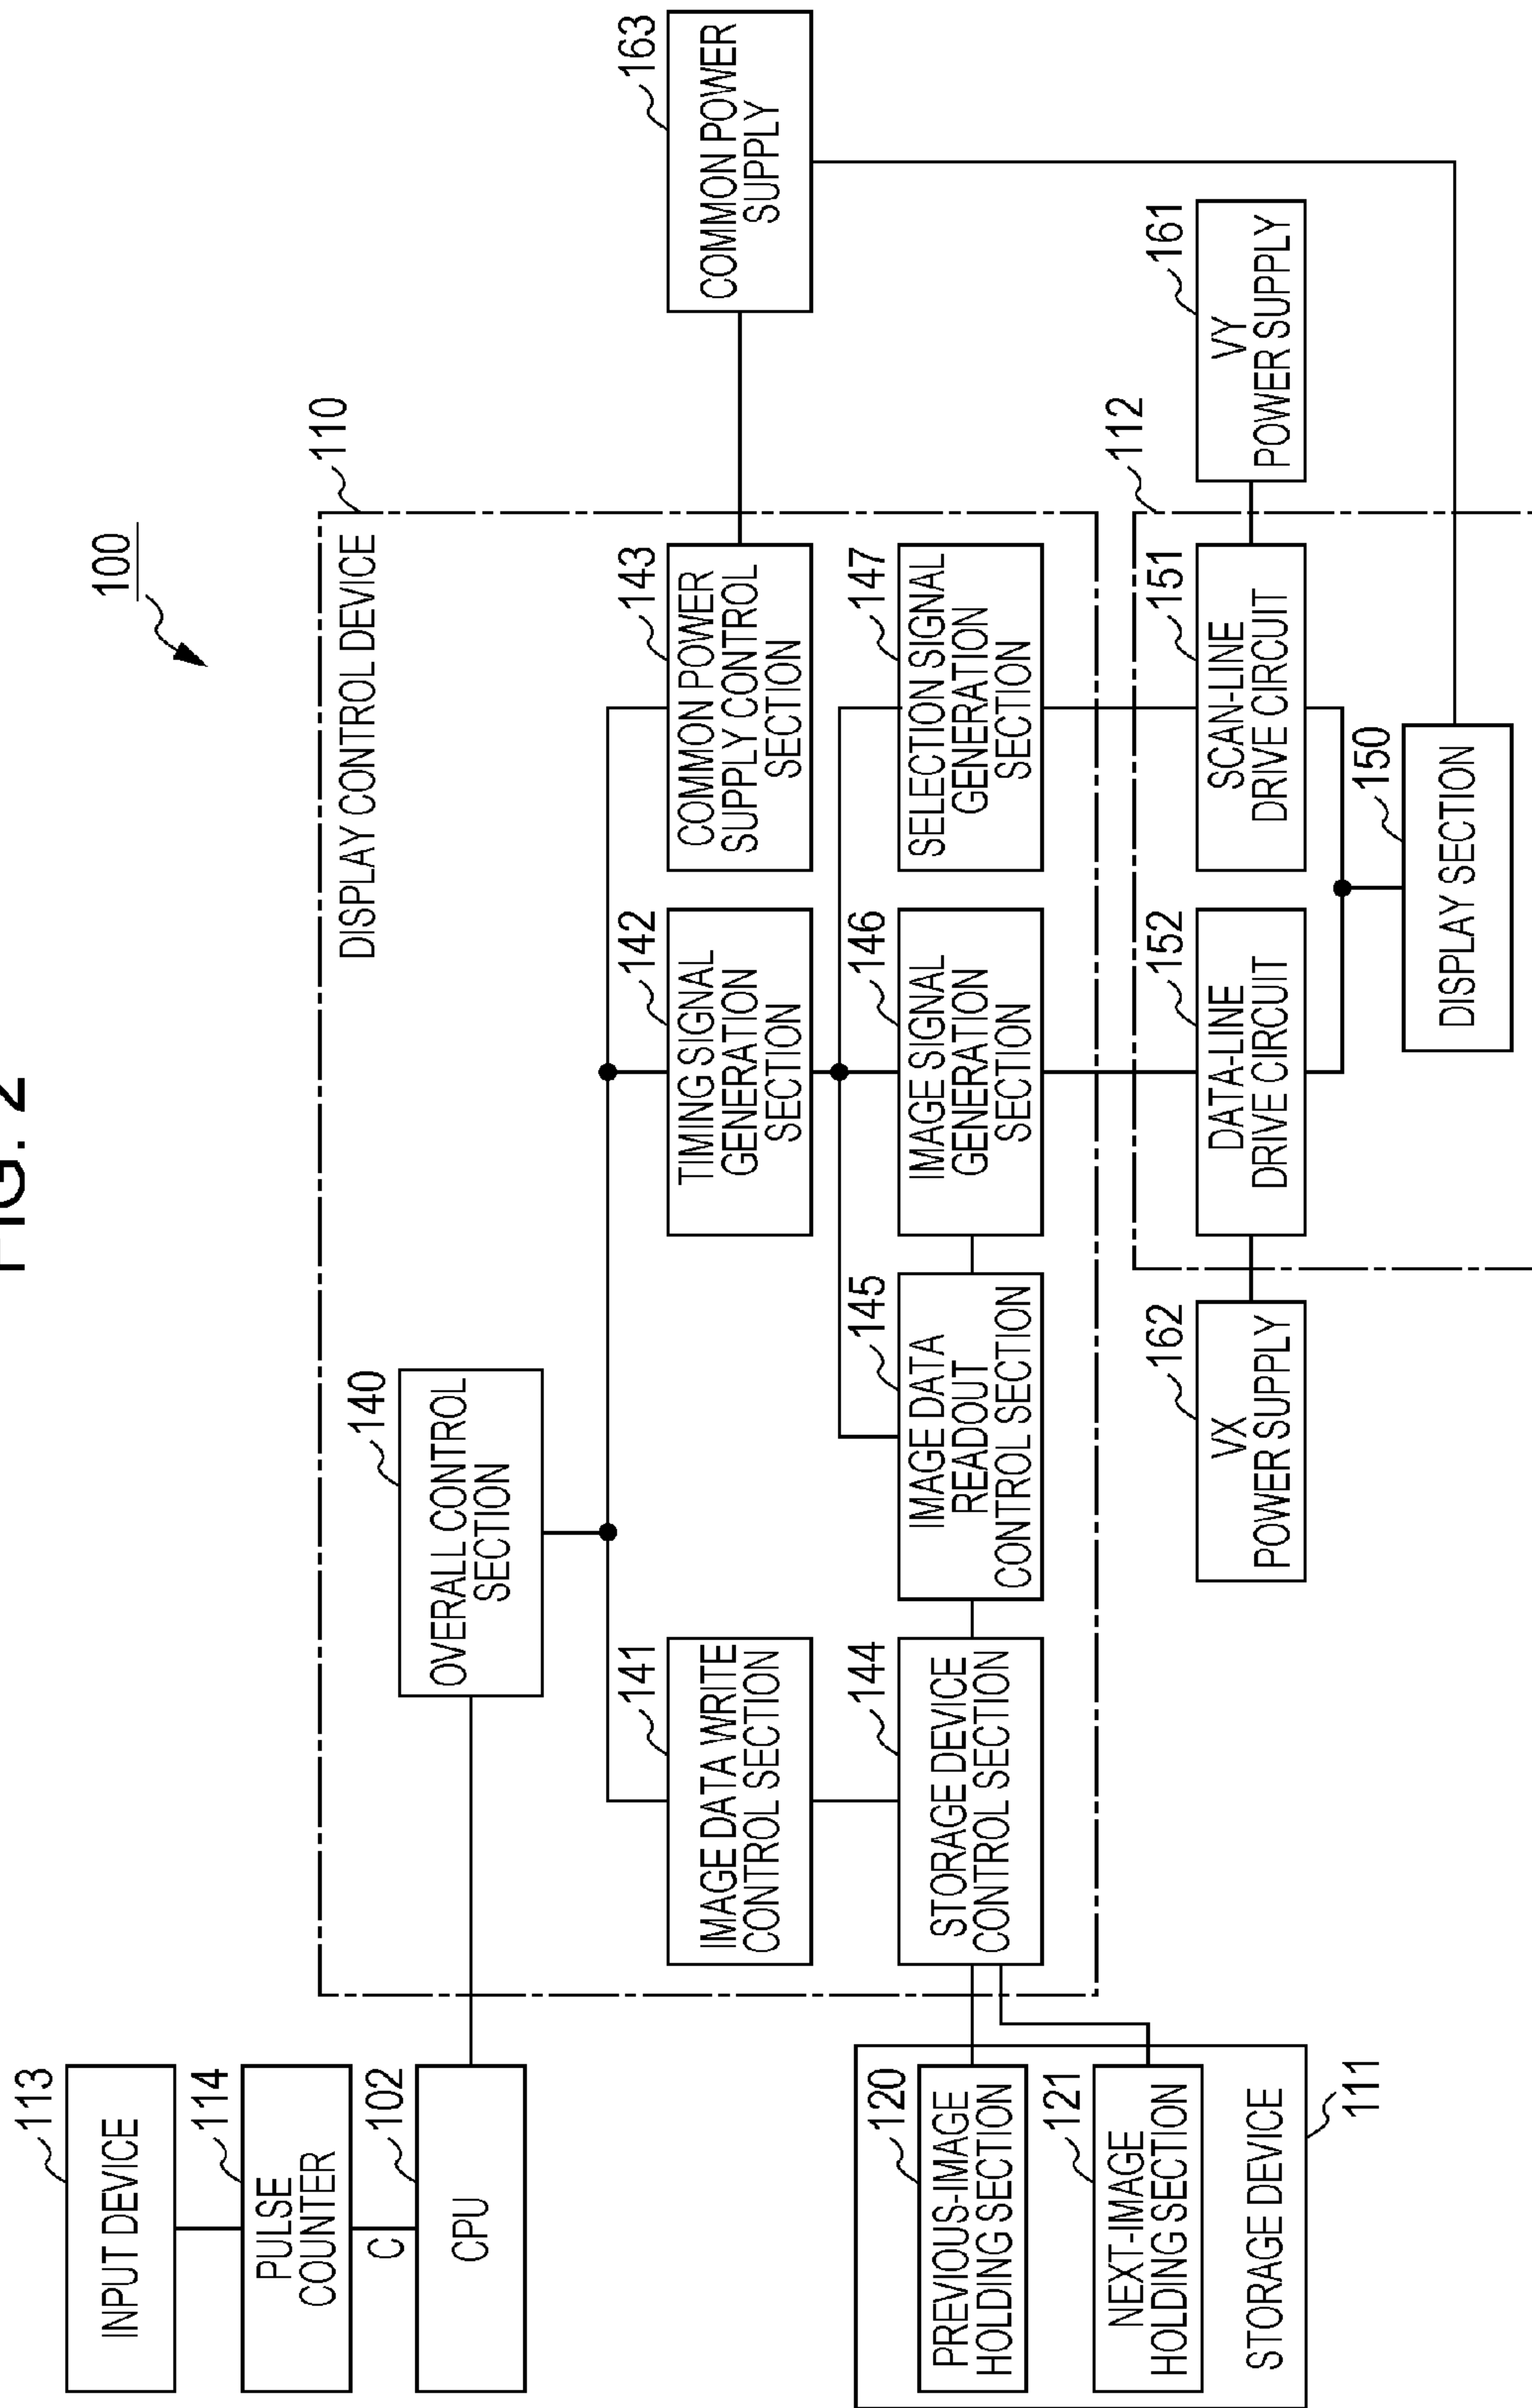 FIG. 2
100
113
INPUT DEVICE
114
PULSE
COUNTER
C
102
CPU
110
DISPLAY CONTROL DEVICE
140
OVERALL CONTROL
SECTION
141
IMAGE DATA WRITE
CONTROL SECTION
142
TIMING SIGNAL
GENERATION
SECTION
143
COMMON POWER
SUPPLY CONTROL
SECTION
163
COMMON POWER
SUPPLY
144
STORAGE DEVICE
CONTROL SECTION
145
IMAGE DATA
READOUT
CONTROL SECTION
146
IMAGE SIGNAL
GENERATION
SECTION
147
SELECTION SIGNAL
GENERATION
SECTION
120
PREVIOUS-IMAGE
HOLDING SECTION
121
NEXT-IMAGE
HOLDING SECTION
STORAGE DEVICE
111
112
162
VX
POWER SUPPLY
152
DATA-LINE
DRIVE CIRCUIT
151
SCAN-LINE
DRIVE CIRCUIT
161
VY
POWER SUPPLY
150
DISPLAY SECTION